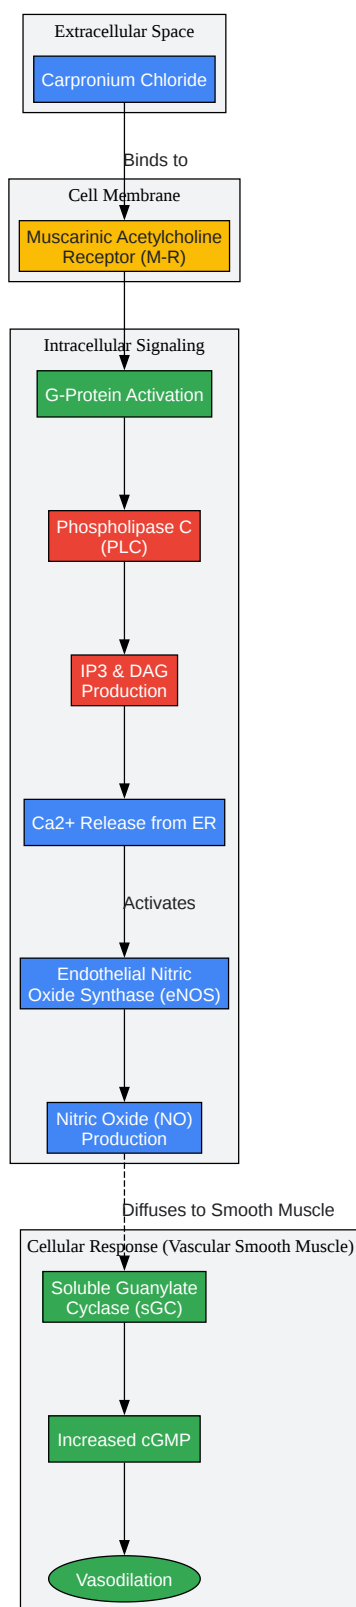 Extracellular Space
Carpronium Chloride
Binds to
Cell Membrane
Muscarinic Acetylcholine
Receptor (M-R)
Intracellular Signaling
G-Protein Activation
Phospholipase C
(PLC)
IP3 & DAG
Production
Ca2+ Release from ER
Activates
Endothelial Nitric
Oxide Synthase (eNOS)
Nitric Oxide (NO)
Production
Diffuses to Smooth Muscle
Cellular Response (Vascular Smooth Muscle)
Soluble Guanylate
Cyclase (sGC)
Increased cGMP
Vasodilation